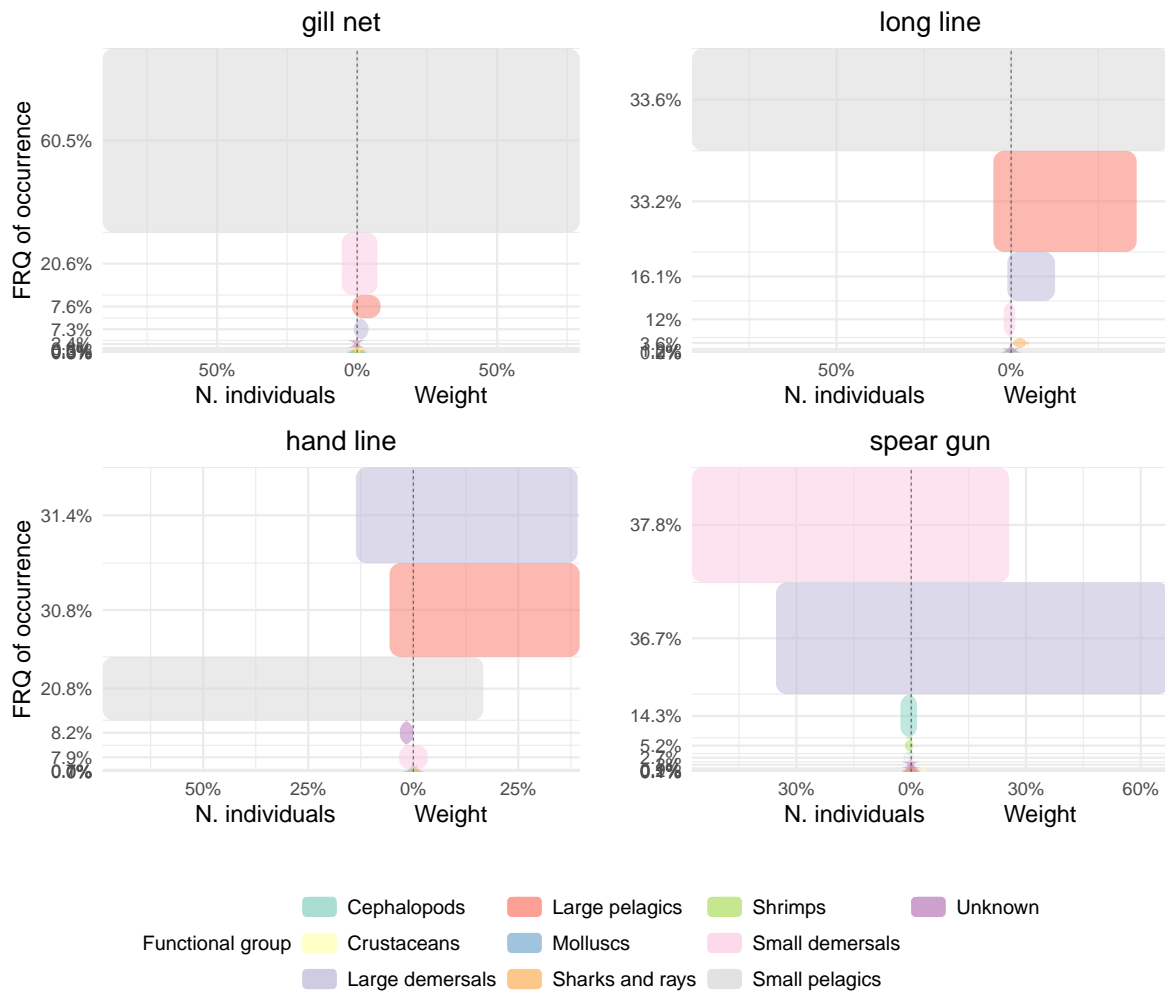 gill net
long line
FRQ of occurrence
60.5%
20.6%
7.6%
7.3%
50%
0%
50%
N. individuals
Weight
33.6%
33.2%
16.1%
12%
3.6%
50%
0%
N. individuals
Weight
hand line
spear gun
FRQ of occurrence
31.4%
30.8%
20.8%
8.2%
7.9%
50%
25%
0%
25%
N. individuals
Weight
37.8%
36.7%
14.3%
5.2%
30%
0%
30%
60%
N. individuals
Weight
Functional group
Cephalopods
Crustaceans
Large demersals
Large pelagics
Molluscs
Sharks and rays
Shrimps
Small demersals
Small pelagics
Unknown